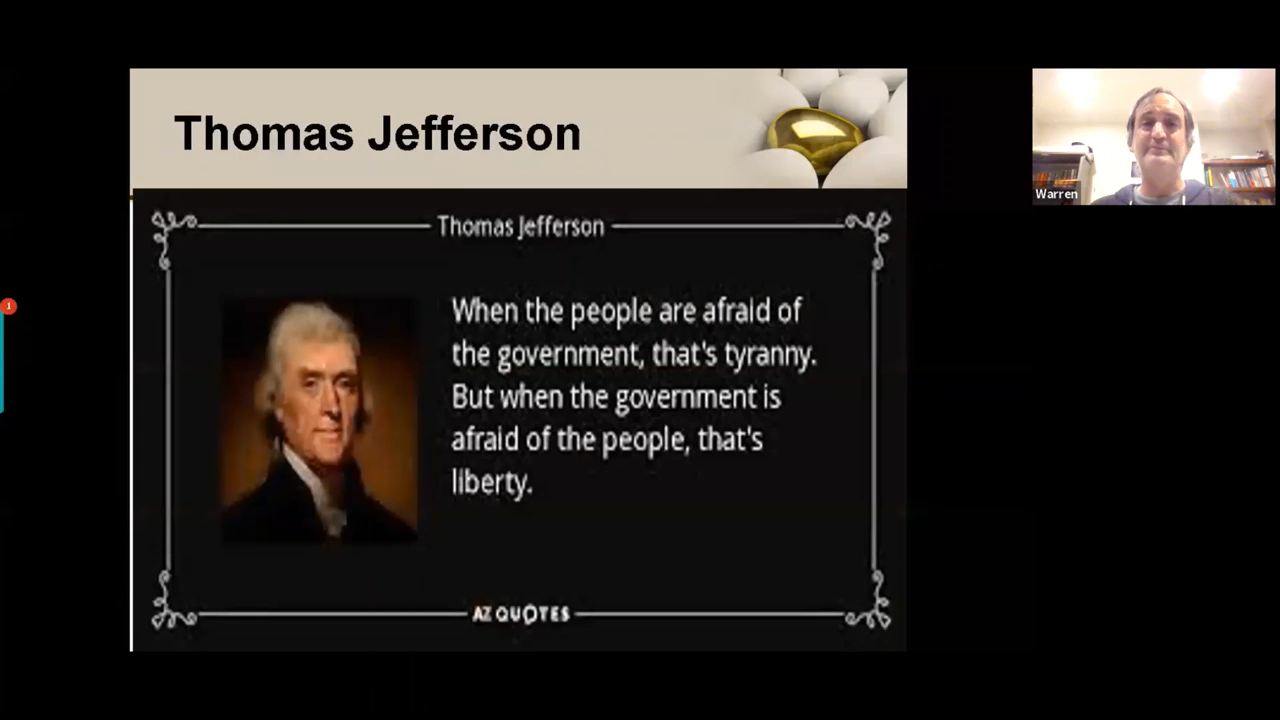 Thomas Jefferson
Thomas Jefferson
When the people are afraid of
the government, that's tyranny.
But when the government is
afraid of the people, that's
liberty.
AZ QUOTES
Warren
1